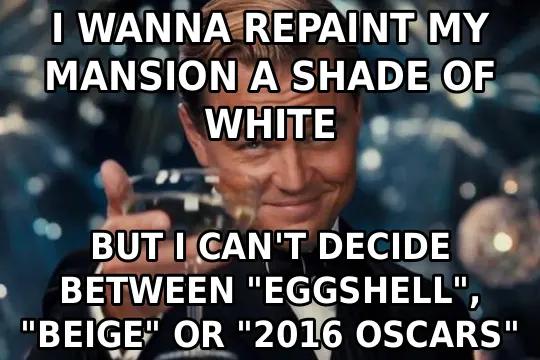 I WANNA REPAINT MY
MANSION A SHADE OF
WHITE
BUT I CAN'T DECIDE
BETWEEN "EGGSHELL",
"BEIGE" OR "2016 OSCARS"